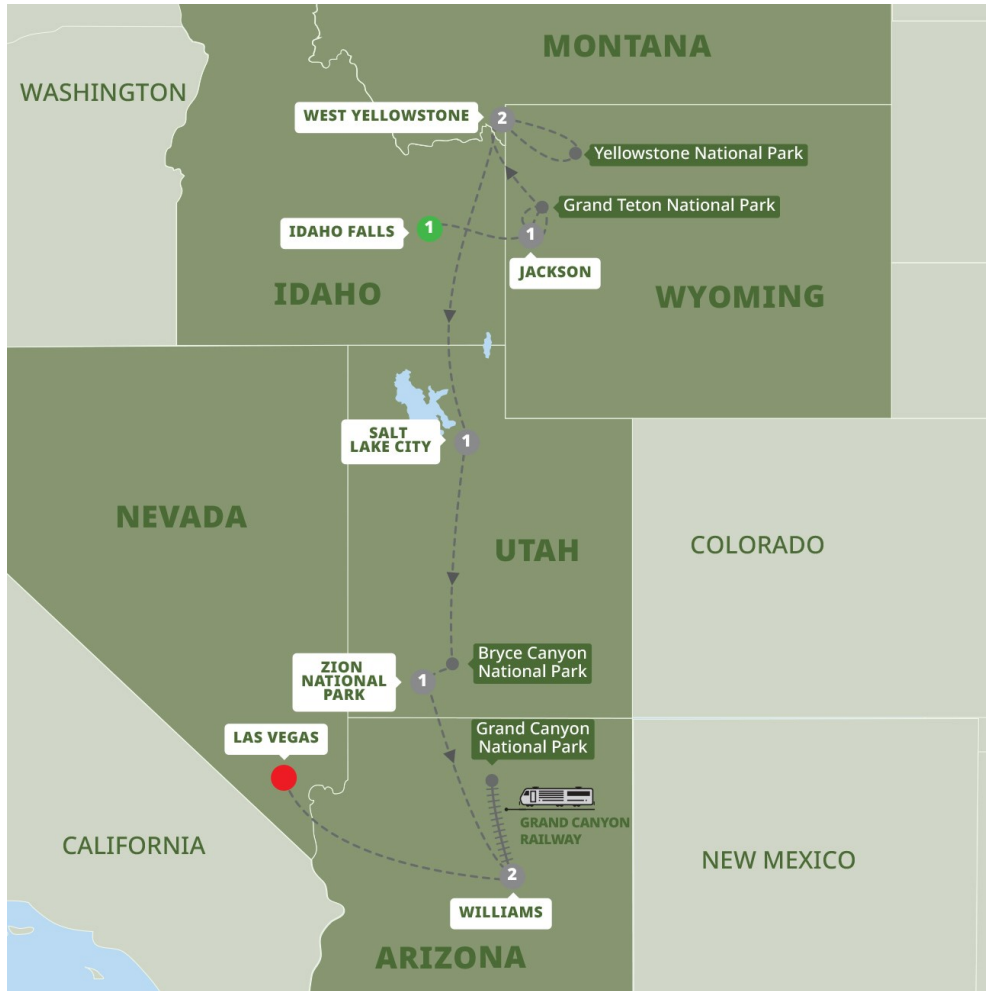 MONTANA
WASHINGTON
WEST YELLOWSTONE
2
Yellowstone National Park
Grand Teton National Park
IDAHO FALLS
1
1
JACKSON
IDAHO
WYOMING
SALT
LAKE CITY
1
NEVADA
UTAH
COLORADO
Bryce Canyon
National Park
ZION
NATIONAL
PARK
1
LAS VEGAS
Grand Canyon
National Park
GRAND CANYON
RAILWAY
CALIFORNIA
NEW MEXICO
2
WILLIAMS
ARIZONA